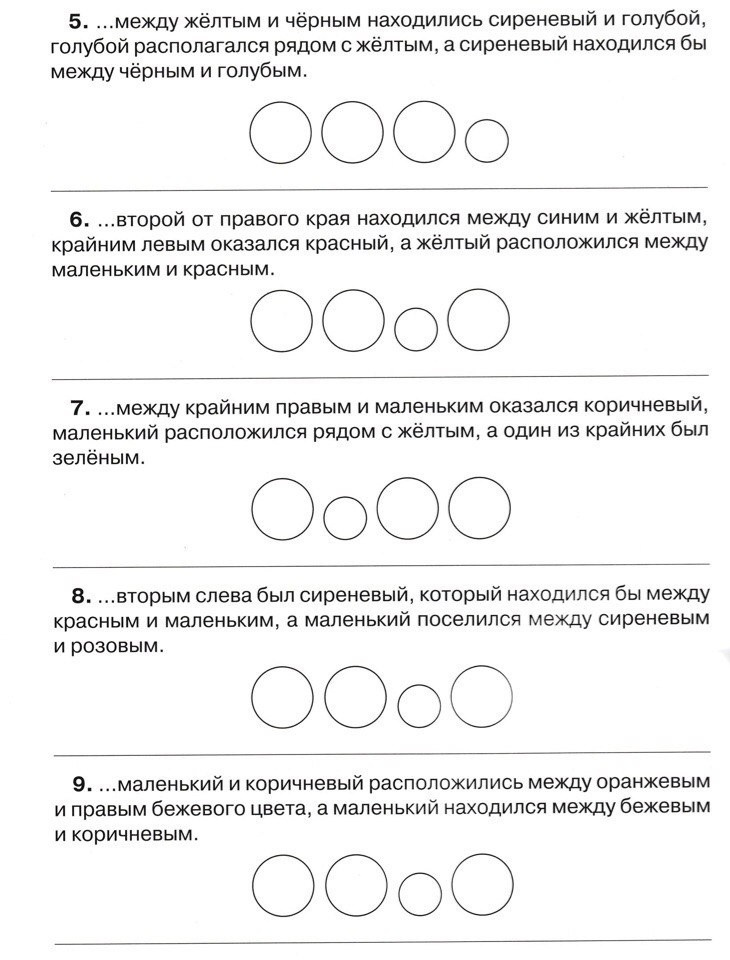 5. ...между жёлтым и чёрным находились сиреневый и голубой,
голубой располагался рядом с жёлтым, а сиреневый находился бы
между чёрным и голубым.
6. ...второй от правого края находился между синим и жёлтым,
крайним левым оказался красный, а жёлтый расположился между
маленьким и красным.
7. ...между крайним правым и маленьким оказался коричневый,
маленький расположился рядом с жёлтым, а один из крайних был
зелёным.
8. ...вторым слева был сиреневый, который находился бы между
красным и маленьким, а маленький поселился между сиреневым
и розовым.
9. ...маленький и коричневый расположились между оранжевым
и правым бежевого цвета, а маленький находился между бежевым
и коричневым.